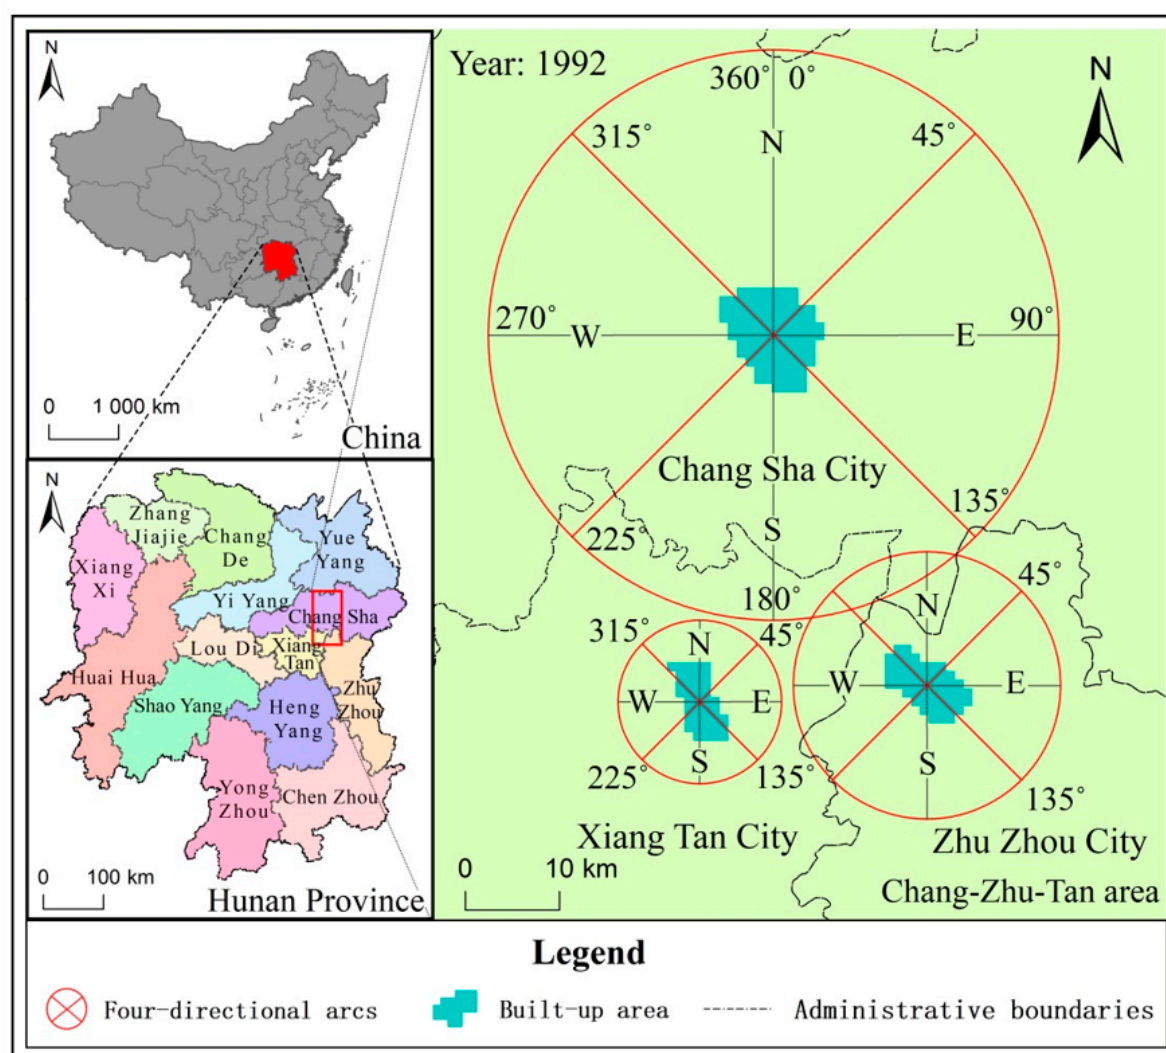 N
0 1 000 km
China
N
Zhang
Jiajie
Chang
De
Yue
Yang
Xiang
Xi
Yi Yang
Chang Sha
Lou Di
Xiang
Tan
Huai Hua
Zhu
Zhou
Shao Yang
Heng
Yang
Yong
Zhou
Chen Zhou
0 100 km
Hunan Province
Year: 1992
N
360° 0°
315° 45°
N
270° W E 90°
Chang Sha City
225° S 135°
180°
N 45°
W E
S
135°
Zhu Zhou City
315° N 45°
W E
225° S 135°
Xiang Tan City
0 10 km
Chang-Zhu-Tan area
Legend
Four-directional arcs
Built-up area
Administrative boundaries